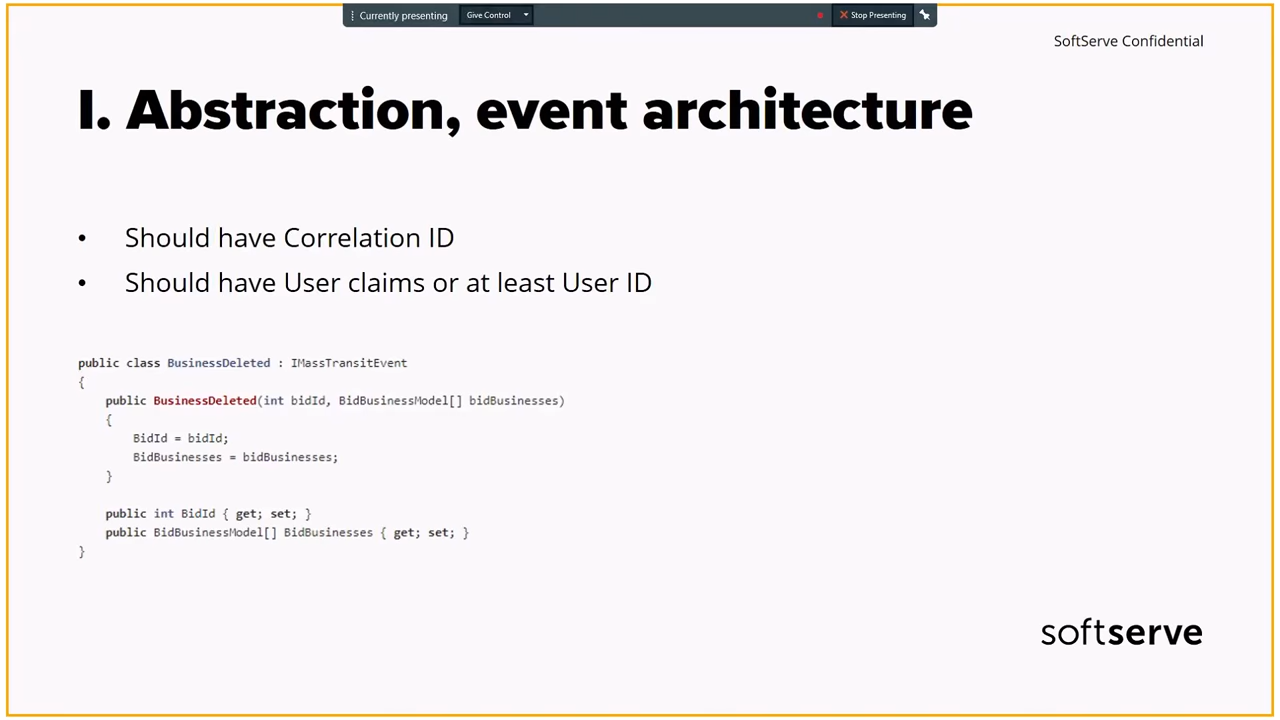 Currently presenting
Give Control
Stop Presenting
SoftServe Confidential
I. Abstraction, event architecture
• Should have Correlation ID
• Should have User claims or at least User ID
public class BusinessDeleted : IMassTransitEvent
{
public BusinessDeleted(int bidId, BidBusinessModel[] bidBusinesses)
{
BidId = bidId;
BidBusinesses = bidBusinesses;
}
public int BidId { get; set; }
public BidBusinessModel[] BidBusinesses { get; set; }
}
softserve